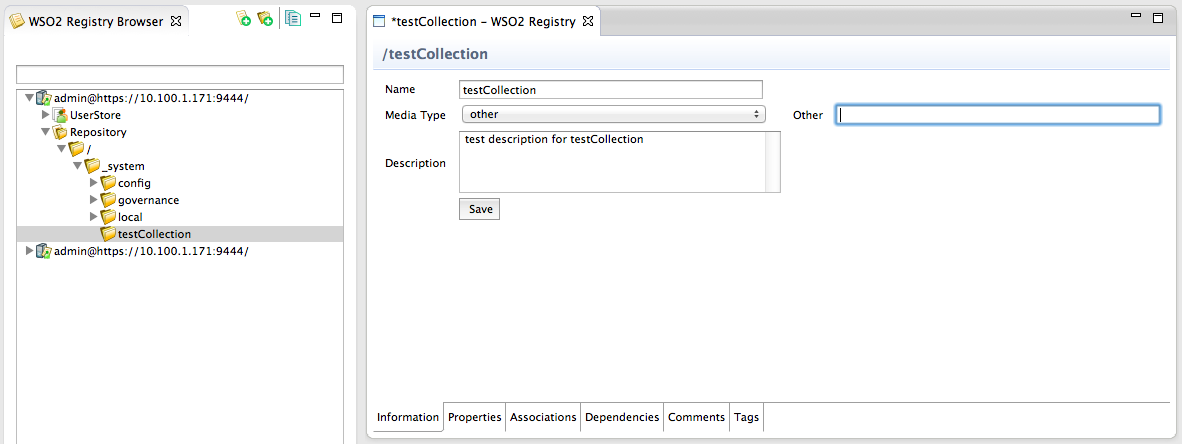 WSO2 Registry Browser
admin@https://10.100.1.171:9444/
UserStore
Repository
/
_system
config
governance
local
testCollection
admin@https://10.100.1.171:9444/
*testCollection – WSO2 Registry
/testCollection
Name testCollection
Media Type other Other
Description test description for testCollection
Save
Information Properties Associations Dependencies Comments Tags